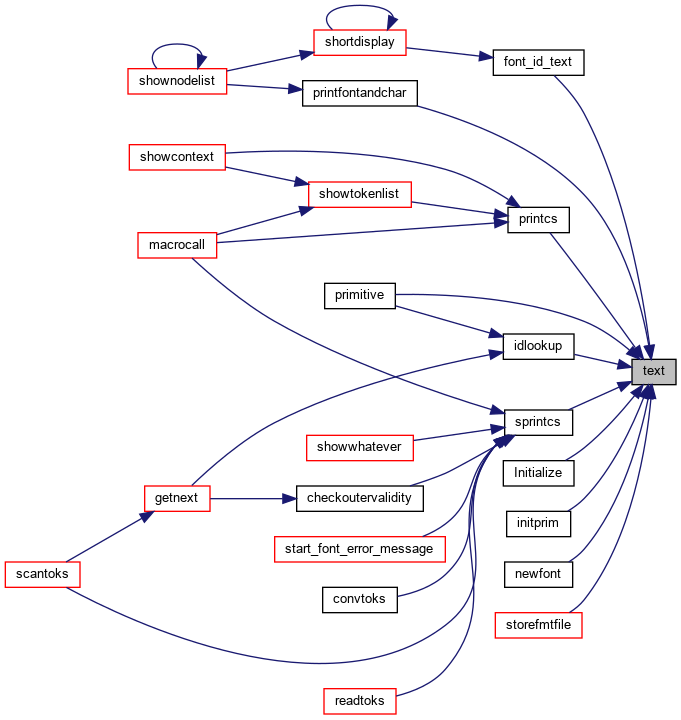 shortdisplay
font_id_text
shownodelist
printfontandchar
showcontext
showtokenlist
printcs
macrocall
primitive
idlookup
text
sprintcs
showwhatever
Initialize
getnext
checkoutervalidity
initprim
start_font_error_message
scantoks
newfont
convtoks
storefmtfile
readtoks